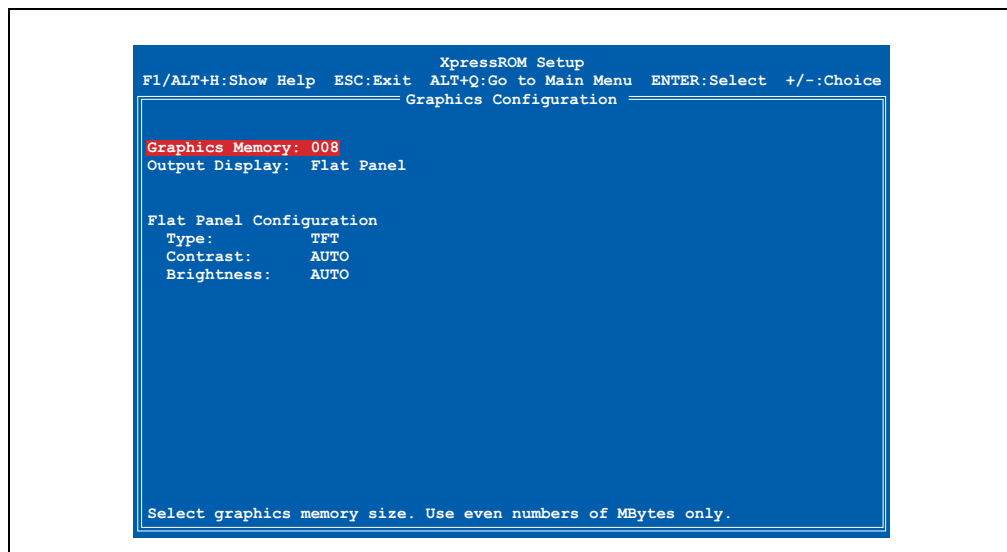 XpressROM Setup
F1/ALT+H:Show Help ESC:Exit ALT+Q:Go to Main Menu ENTER:Select +/-:Choice
Graphics Configuration
Graphics Memory: 008
Output Display: Flat Panel
Flat Panel Configuration
Type: TFT
Contrast: AUTO
Brightness: AUTO
Select graphics memory size. Use even numbers of MBytes only.